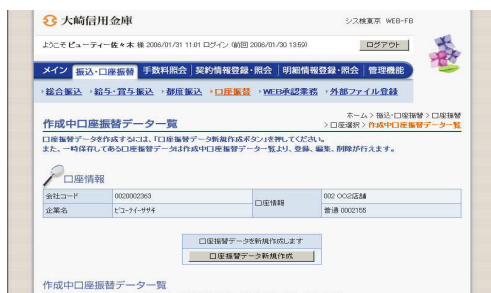 大崎信用金庫
シス検東京 WEB-FB
ようこそ ビューティー佐々木 様 2006/01/31 11:01 ログイン (前回 2006/01/30 13:59)
ログアウト
メイン 振込・口座振替 手数料照会 契約情報登録・照会 明細情報登録・照会 管理機能
総合振込 給与・賞与振込 都度振込 口座振替 WEB承認業務 外部ファイル登録
ホーム > 振込・口座振替 > 口座振替
> 口座選択 > 作成中口座振替データ一覧
作成中口座振替データ一覧
口座振替データを作成するには、「口座振替データ新規作成ボタン」を押してください。
また、一時保存してある口座振替データは作成中口座振替データ一覧より、登録、編集、削除が行えます。
口座情報
会社コード 0020002363 口座情報 002 002店舗
企業名 ビューティーササキ 普通 0002155
口座振替データを新規作成します
口座振替データ新規作成
作成中口座振替データ一覧